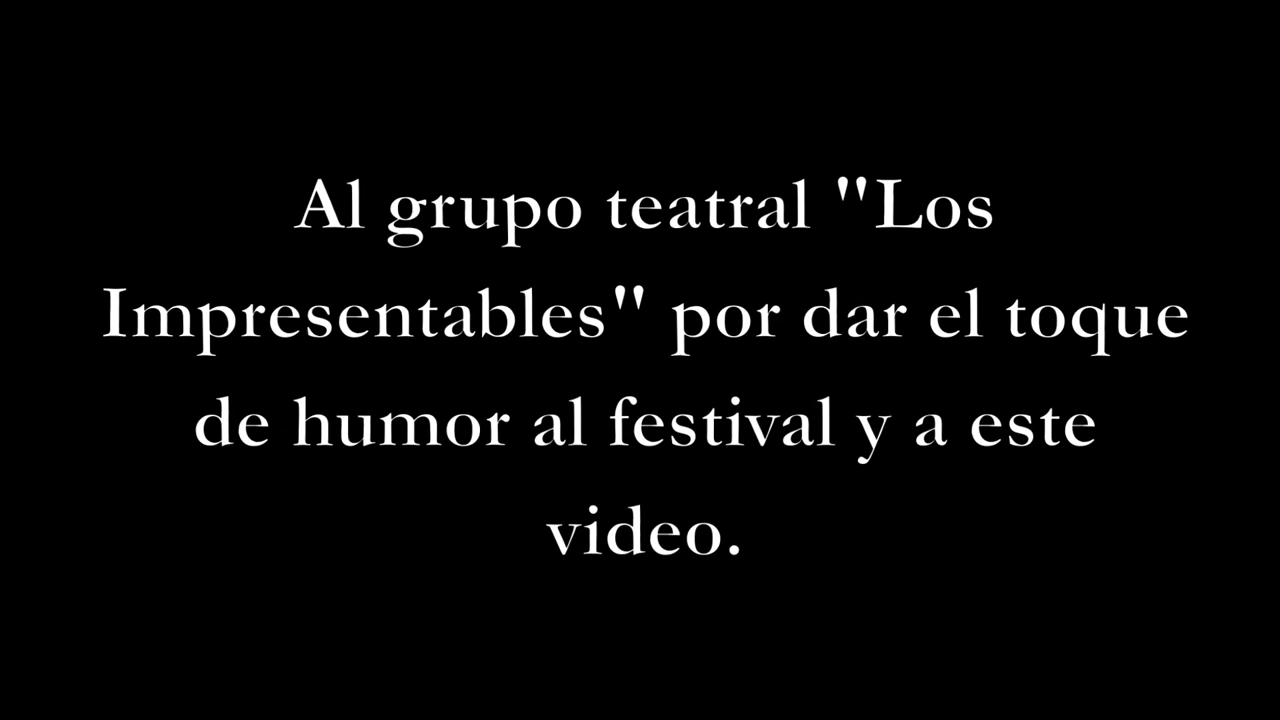 Al grupo teatral "Los
Impresentables" por dar el toque
de humor al festival y a este
video.